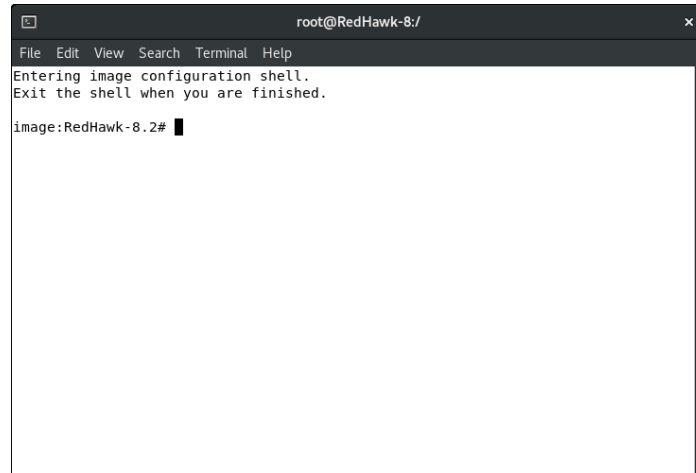 root@RedHawk-8:/
File Edit View Search Terminal Help
Entering image configuration shell.
Exit the shell when you are finished.
image:RedHawk-8.2#